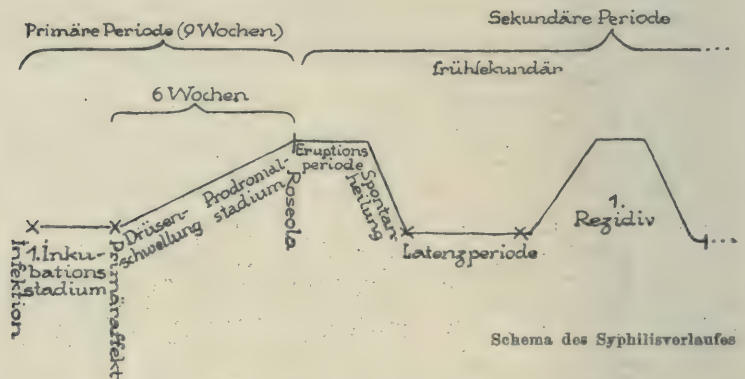 Primäre Periode (9 Wochen)
Sekundäre Periode
frühsekundär
6 Wochen
Infektion
1. Inku-
bations
stadium
Primäraffekt
Drüsen-
schwellung
Prodromal-
stadium
Roseola
Eruptions
periode
Spontan-
heilung
Latenzperiode
1.
Rezidiv
Schema des Syphilisverlaufes